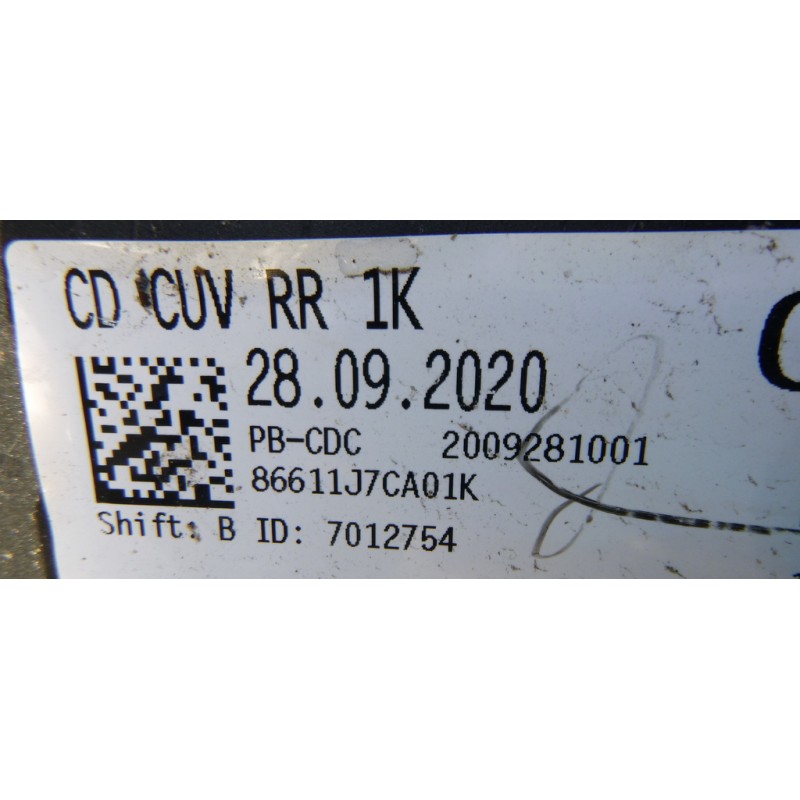 CD CUV RR 1K
28.09.2020
PB-CDC 2009281001
86611J7CA01K
Shift: B ID: 7012754